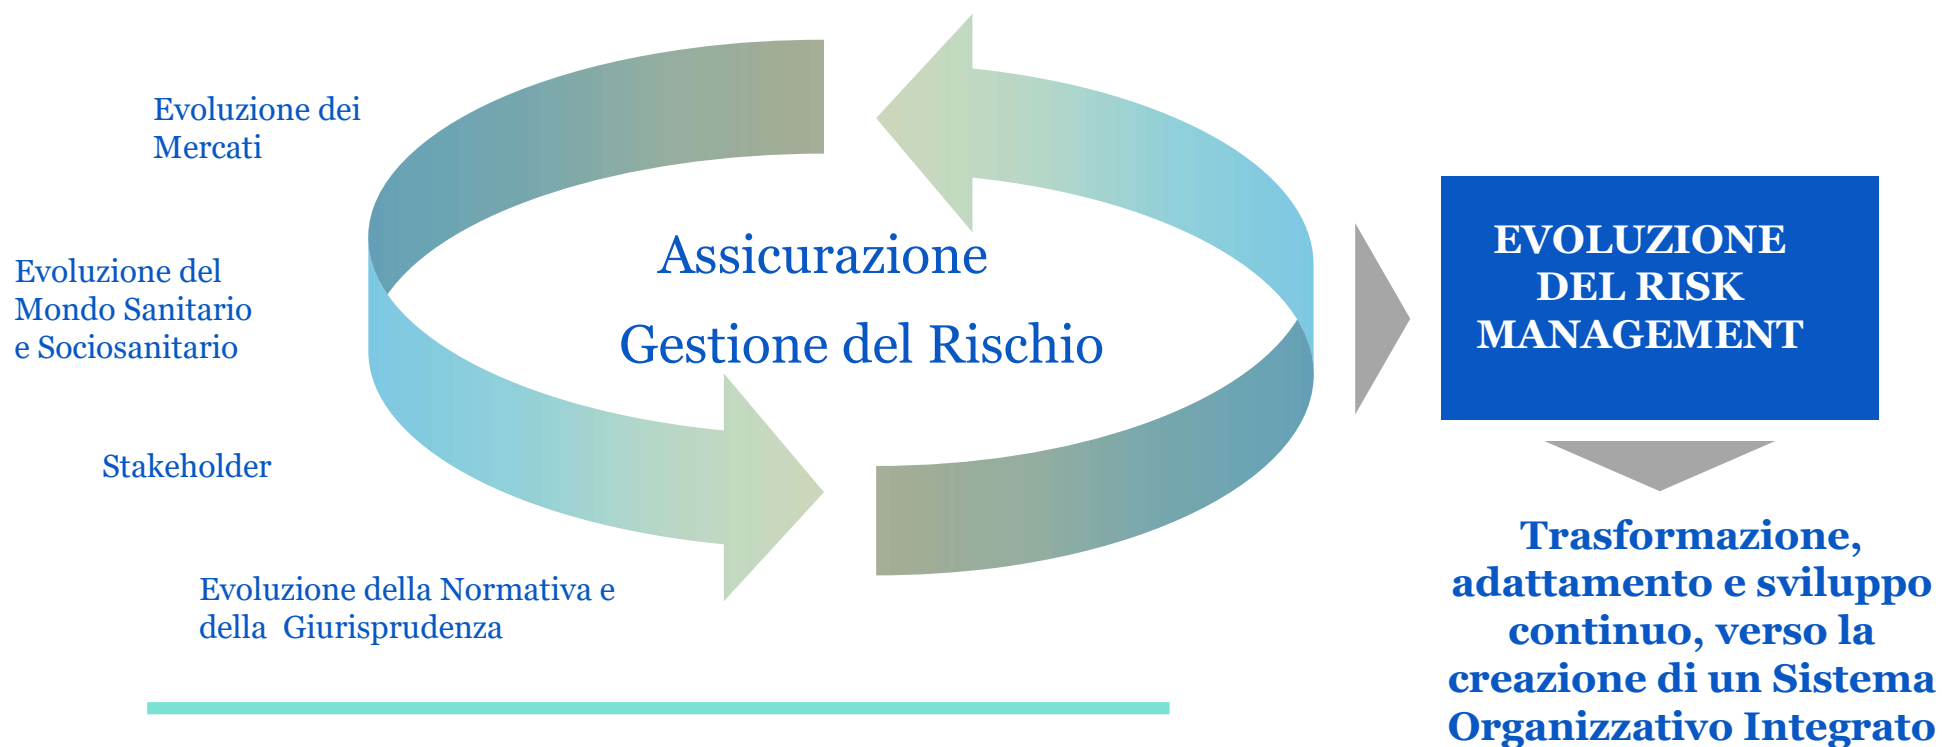 Evoluzione dei
Mercati
Evoluzione del
Mondo Sanitario
e Sociosanitario
Stakeholder
Evoluzione della Normativa e
della  Giurisprudenza
Assicurazione
Gestione del Rischio
EVOLUZIONE
DEL RISK
MANAGEMENT
Trasformazione,
adattamento e sviluppo
continuo, verso la
creazione di un Sistema
Organizzativo Integrato